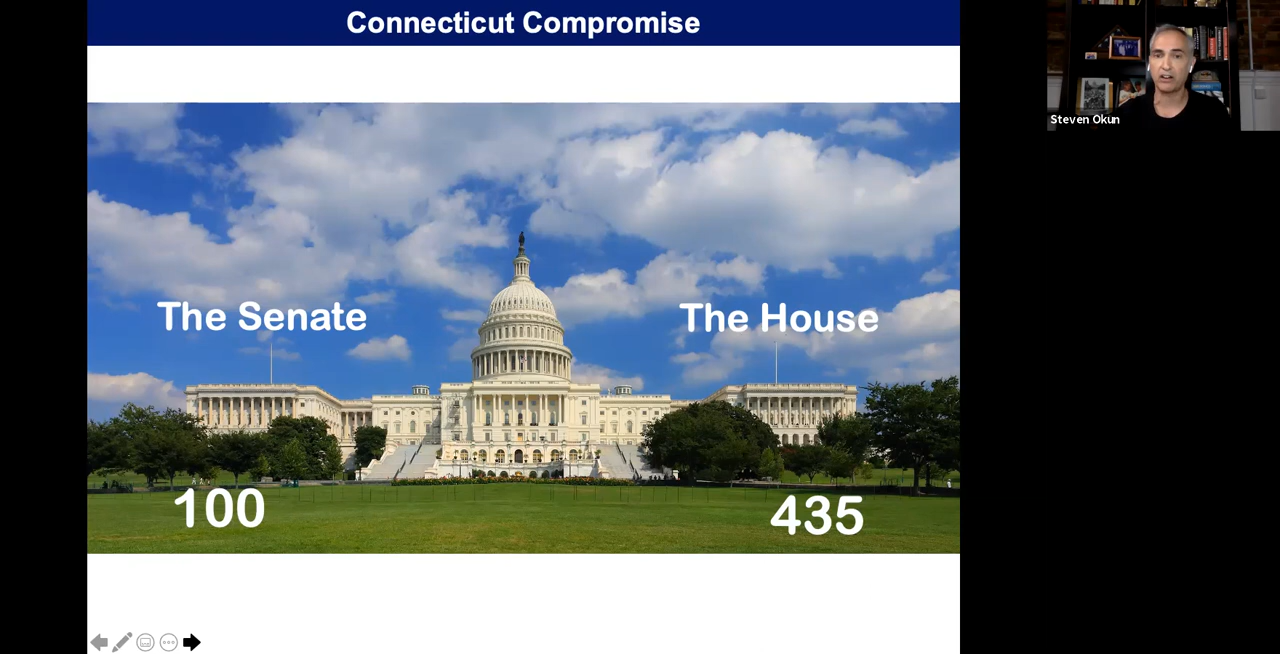 Connecticut Compromise
The Senate
The House
100
435
Steven Okun